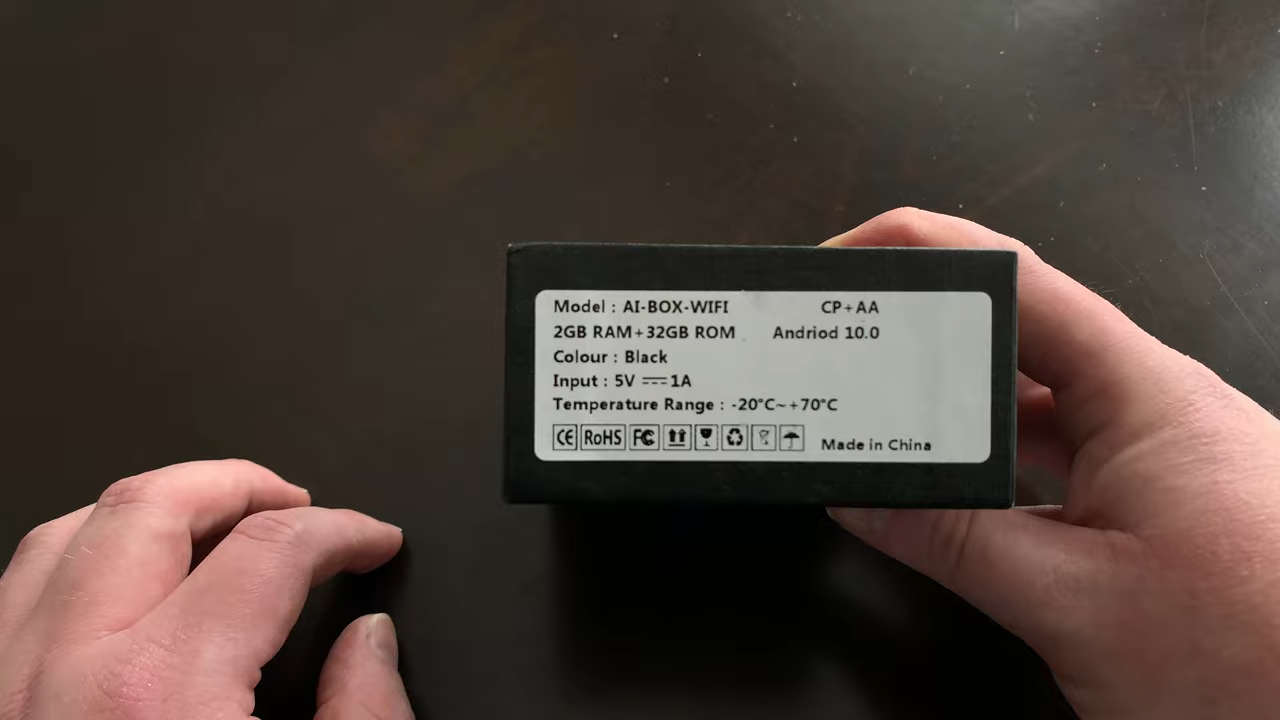 Model : AI-BOX-WIFI CP+AA
2GB RAM+32GB ROM Andriod 10.0
Colour : Black
Input : 5V ⎓ 1A
Temperature Range : -20°C~+70°C
CE RoHS FC Made in China